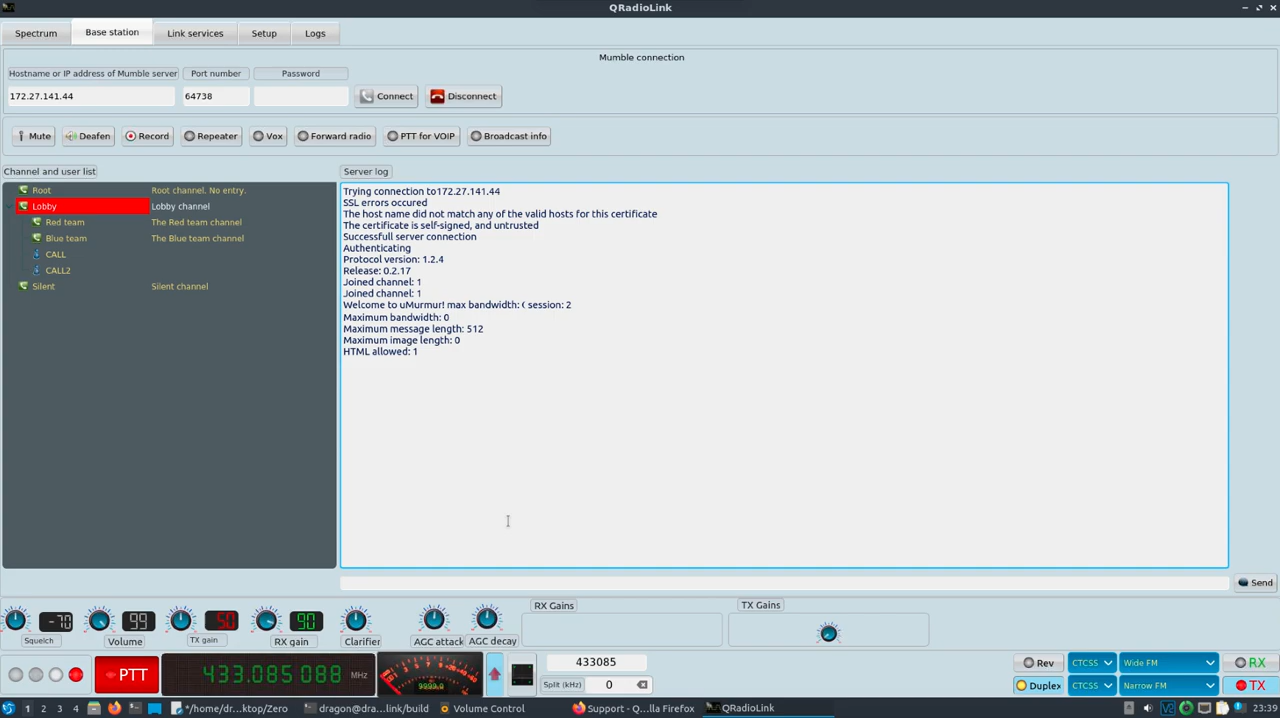 QRadioLink
Spectrum Base station Link services Setup Logs
Mumble connection
Hostname or IP address of Mumble server Port number Password
172.27.141.44 64738 Connect Disconnect
Mute Deafen Record Repeater Vox Forward radio PTT for VOIP Broadcast info
Channel and user list Server log
Root Root channel. No entry.
Lobby Lobby channel
Red team The Red team channel
Blue team The Blue team channel
CALL
CALL2
Silent Silent channel
Trying connection to172.27.141.44
SSL errors occured
The host name did not match any of the valid hosts for this certificate
The certificate is self-signed, and untrusted
Successfull server connection
Authenticating
Protocol version: 1.2.4
Release: 0.2.17
Joined channel: 1
Joined channel: 1
Welcome to uMurmur! max bandwidth: ( session: 2
Maximum bandwidth: 0
Maximum message length: 512
Maximum image length: 0
HTML allowed: 1
Send
-70 99 50 90
Squelch Volume TX gain RX gain Clarifier AGC attack AGC decay
RX Gains TX Gains
PTT 433.085 088 MHz
433085
Split (kHz) 0
Rev CTCSS Wide FM RX
Duplex CTCSS Narrow FM TX
1 2 3 4 */home/dr...ktop/Zero dragon@dra...link/build Volume Control Support - Q...lla Firefox QRadioLink 23:39